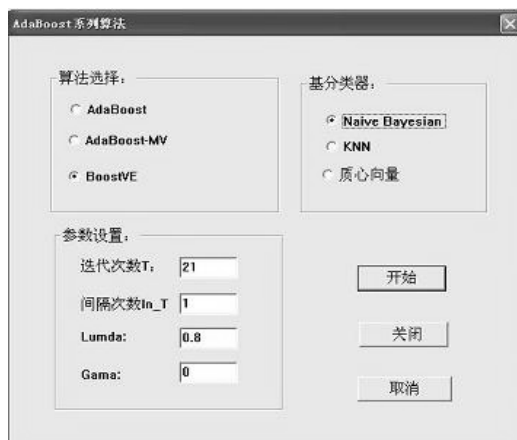 AdaBoost系列算法
算法选择:
AdaBoost
AdaBoost-MV
BoostVE
基分类器:
Naive Bayesian
KNN
质心向量
参数设置:
迭代次数T: 21
间隔次数In_T 1
Lumda: 0.8
Gama: 0
开始
关闭
取消